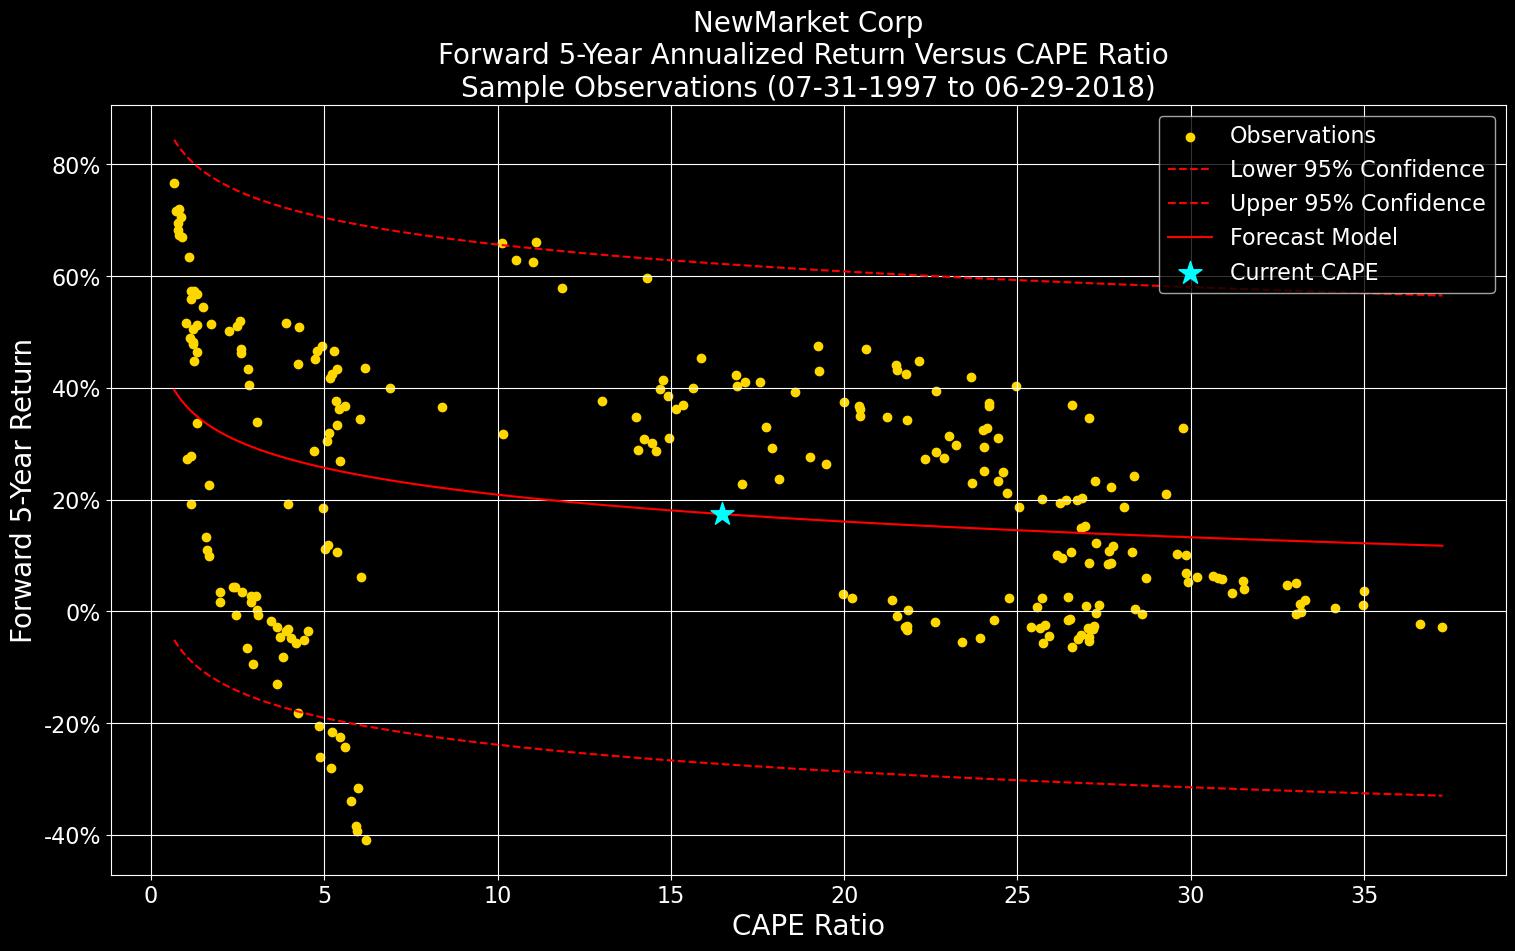 NewMarket Corp
Forward 5-Year Annualized Return Versus CAPE Ratio
Sample Observations (07-31-1997 to 06-29-2018)
Observations
Lower 95% Confidence
Upper 95% Confidence
Forecast Model
Current CAPE
Forward 5-Year Return
80%
60%
40%
20%
0%
-20%
-40%
0 5 10 15 20 25 30 35
CAPE Ratio